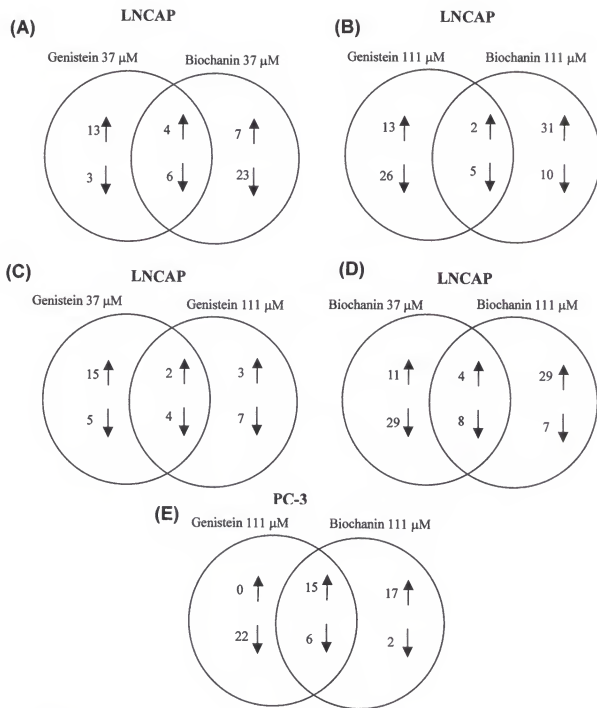 (A) LNCAP
Genistein 37 µM Biochanin 37 µM
13 4 7
3 6 23
(B) LNCAP
Genistein 111 µM Biochanin 111 µM
13 2 31
26 5 10
(C) LNCAP
Genistein 37 µM Genistein 111 µM
15 2 3
5 4 7
(D) LNCAP
Biochanin 37 µM Biochanin 111 µM
11 4 29
29 8 7
(E) PC-3
Genistein 111 µM Biochanin 111 µM
0 15 17
22 6 2